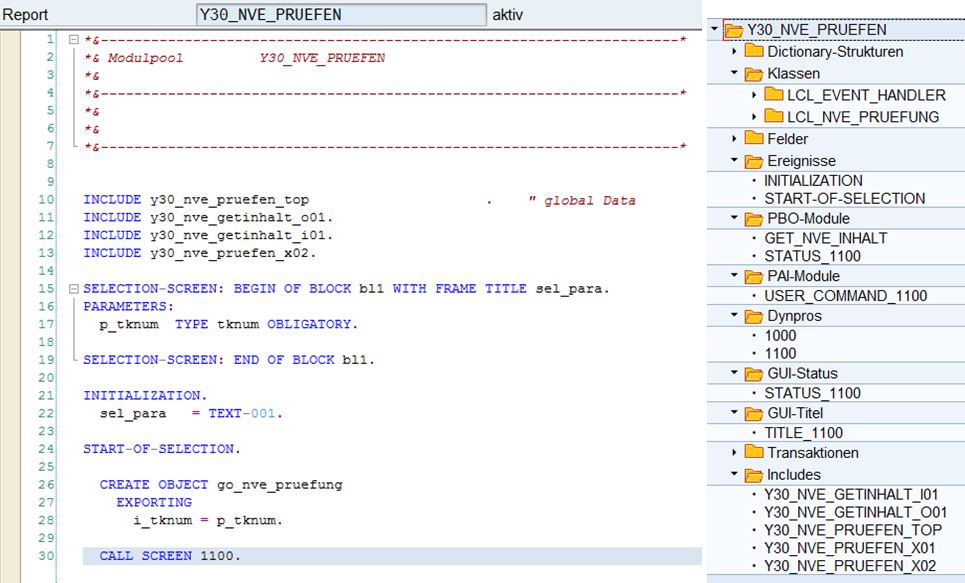 Report Y30_NVE_PRUEFEN aktiv
1 *&---------------------------------------------------------------------*
2 *& Modulpool Y30_NVE_PRUEFEN
3 *&
4 *&---------------------------------------------------------------------*
5 *&
6 *&
7 *&---------------------------------------------------------------------*
8
9
10 INCLUDE y30_nve_pruefen_top . " global Data
11 INCLUDE y30_nve_getinhalt_o01.
12 INCLUDE y30_nve_getinhalt_i01.
13 INCLUDE y30_nve_pruefen_x02.
14
15 SELECTION-SCREEN: BEGIN OF BLOCK bl1 WITH FRAME TITLE sel_para.
16 PARAMETERS:
17 p_tknum TYPE tknum OBLIGATORY.
18
19 SELECTION-SCREEN: END OF BLOCK bl1.
20
21 INITIALIZATION.
22 sel_para = TEXT-001.
23
24 START-OF-SELECTION.
25
26 CREATE OBJECT go_nve_pruefung
27 EXPORTING
28 i_tknum = p_tknum.
29
30 CALL SCREEN 1100.
Y30_NVE_PRUEFEN
Dictionary-Strukturen
Klassen
LCL_EVENT_HANDLER
LCL_NVE_PRUEFUNG
Felder
Ereignisse
INITIALIZATION
START-OF-SELECTION
PBO-Module
GET_NVE_INHALT
STATUS_1100
PAI-Module
USER_COMMAND_1100
Dynpros
1000
1100
GUI-Status
STATUS_1100
GUI-Titel
TITLE_1100
Transaktionen
Includes
Y30_NVE_GETINHALT_I01
Y30_NVE_GETINHALT_O01
Y30_NVE_PRUEFEN_TOP
Y30_NVE_PRUEFEN_X01
Y30_NVE_PRUEFEN_X02